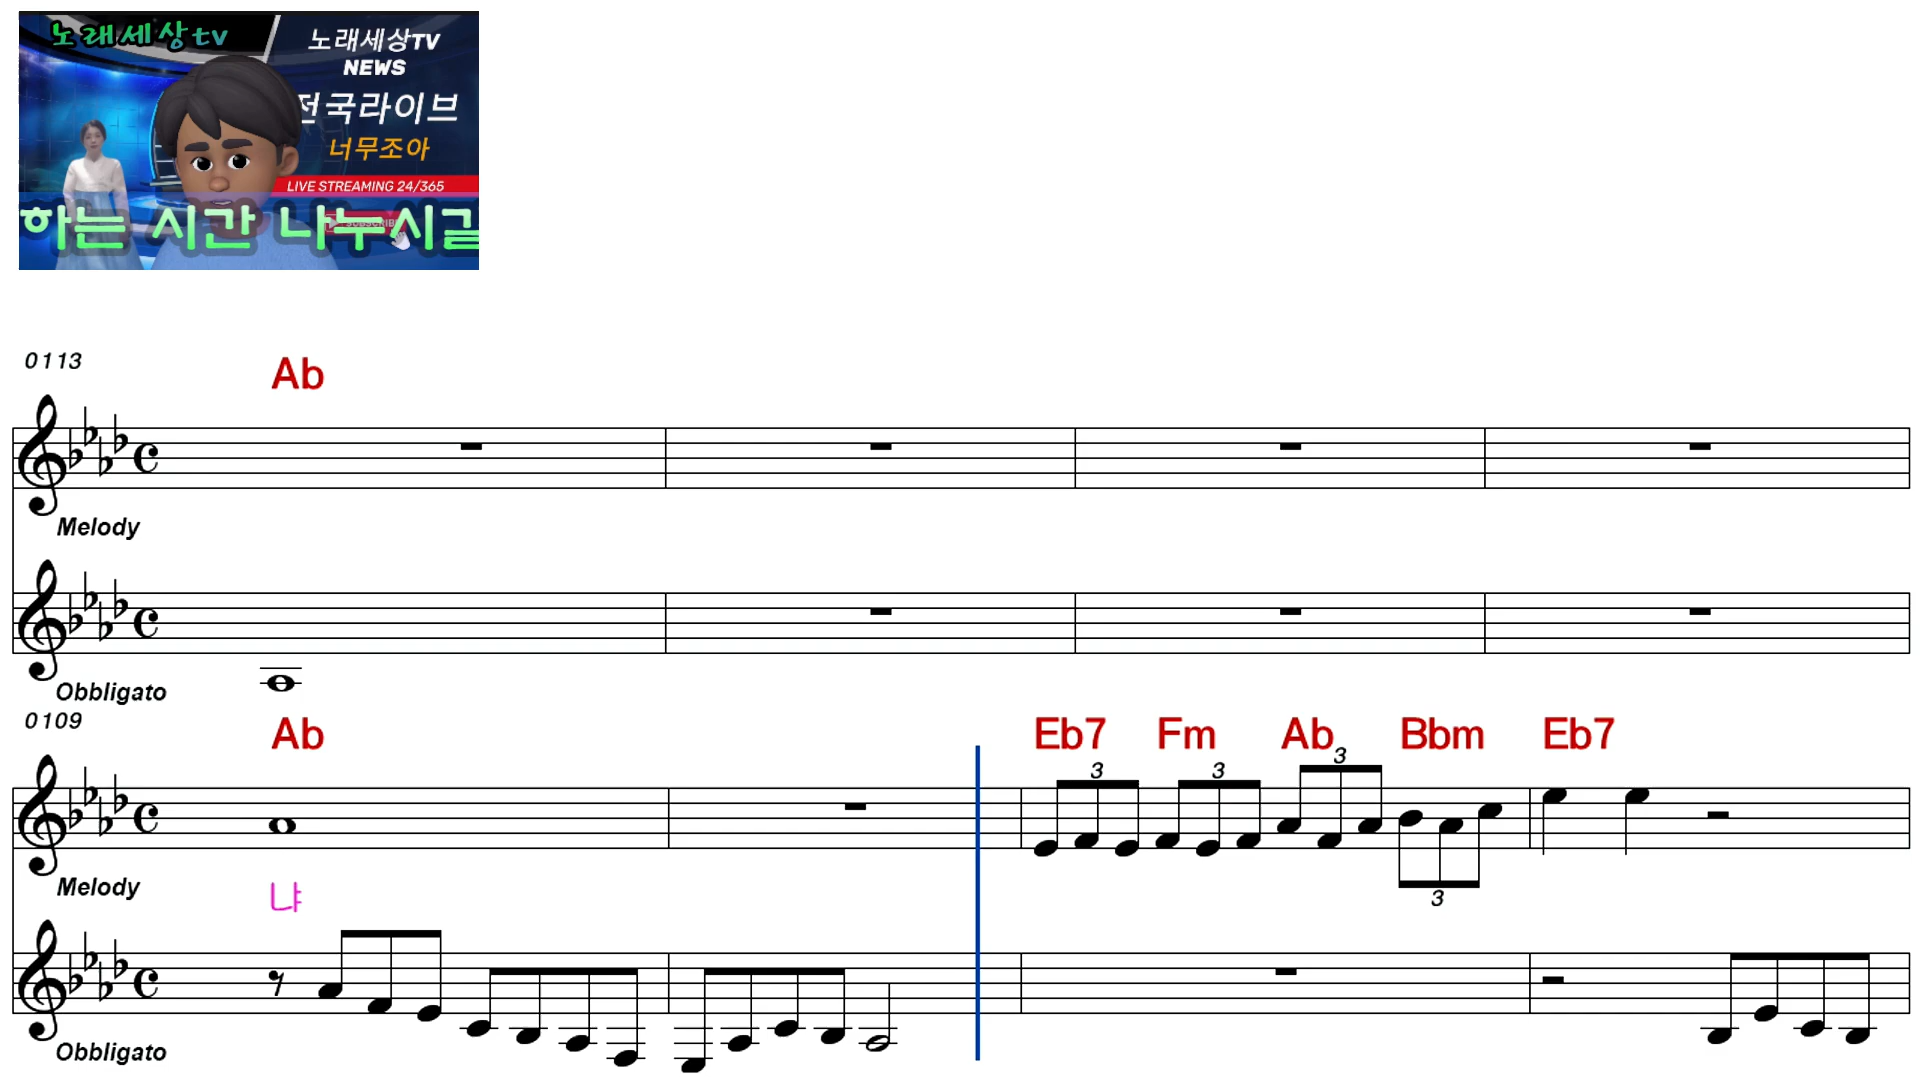 노래세상tv
노래세상TV
NEWS
전국라이브
너무조아
LIVE STREAMING 24/365
SUBSCRIBE
하는 시간 나누시길
0113
Ab
Melody
Obbligato
0109
Ab Eb7 Fm Ab Bbm Eb7
3 3 3
3
Melody
냐
Obbligato